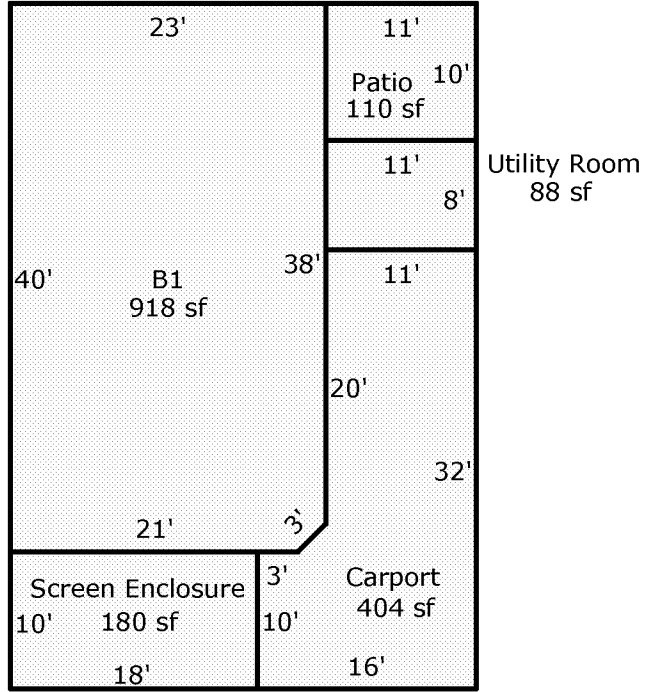 23'
11'
10'
Patio
110 sf
11'
Utility Room
88 sf
8'
40'
B1
918 sf
38'
11'
20'
32'
21'
3'
Screen Enclosure
180 sf
10'
18'
3'
10'
Carport
404 sf
16'